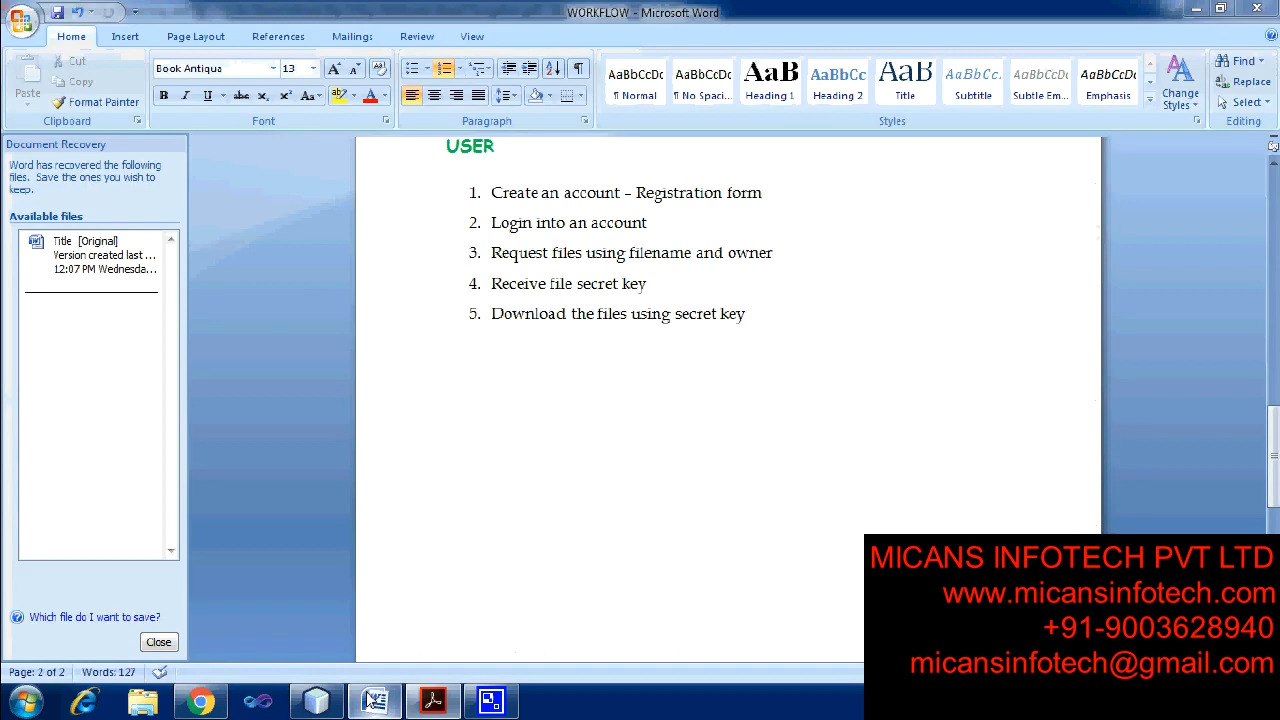 WORKFLOW - Microsoft Word
Home Insert Page Layout References Mailings Review View
Paste
Cut
Copy
Format Painter
Clipboard
Book Antiqua 13
Font
Paragraph
AaBbCcDc AaBbCcDc AaB AaBbCc AaB AaBbCc. AaBbCcDc AaBbCcDc
¶ Normal ¶ No Spaci... Heading 1 Heading 2 Title Subtitle Subtle Em... Emphasis
Change Styles
Styles
Find
Replace
Select
Editing
Document Recovery
Word has recovered the following
files. Save the ones you wish to
keep.
Available files
Title [Original]
Version created last ...
12:07 PM Wednesda...
Which file do I want to save?
Close
USER
1. Create an account – Registration form
2. Login into an account
3. Request files using filename and owner
4. Receive file secret key
5. Download the files using secret key
Page: 2 of 2 Words: 127
MICANS INFOTECH PVT LTD
www.micansinfotech.com
+91-9003628940
micansinfotech@gmail.com